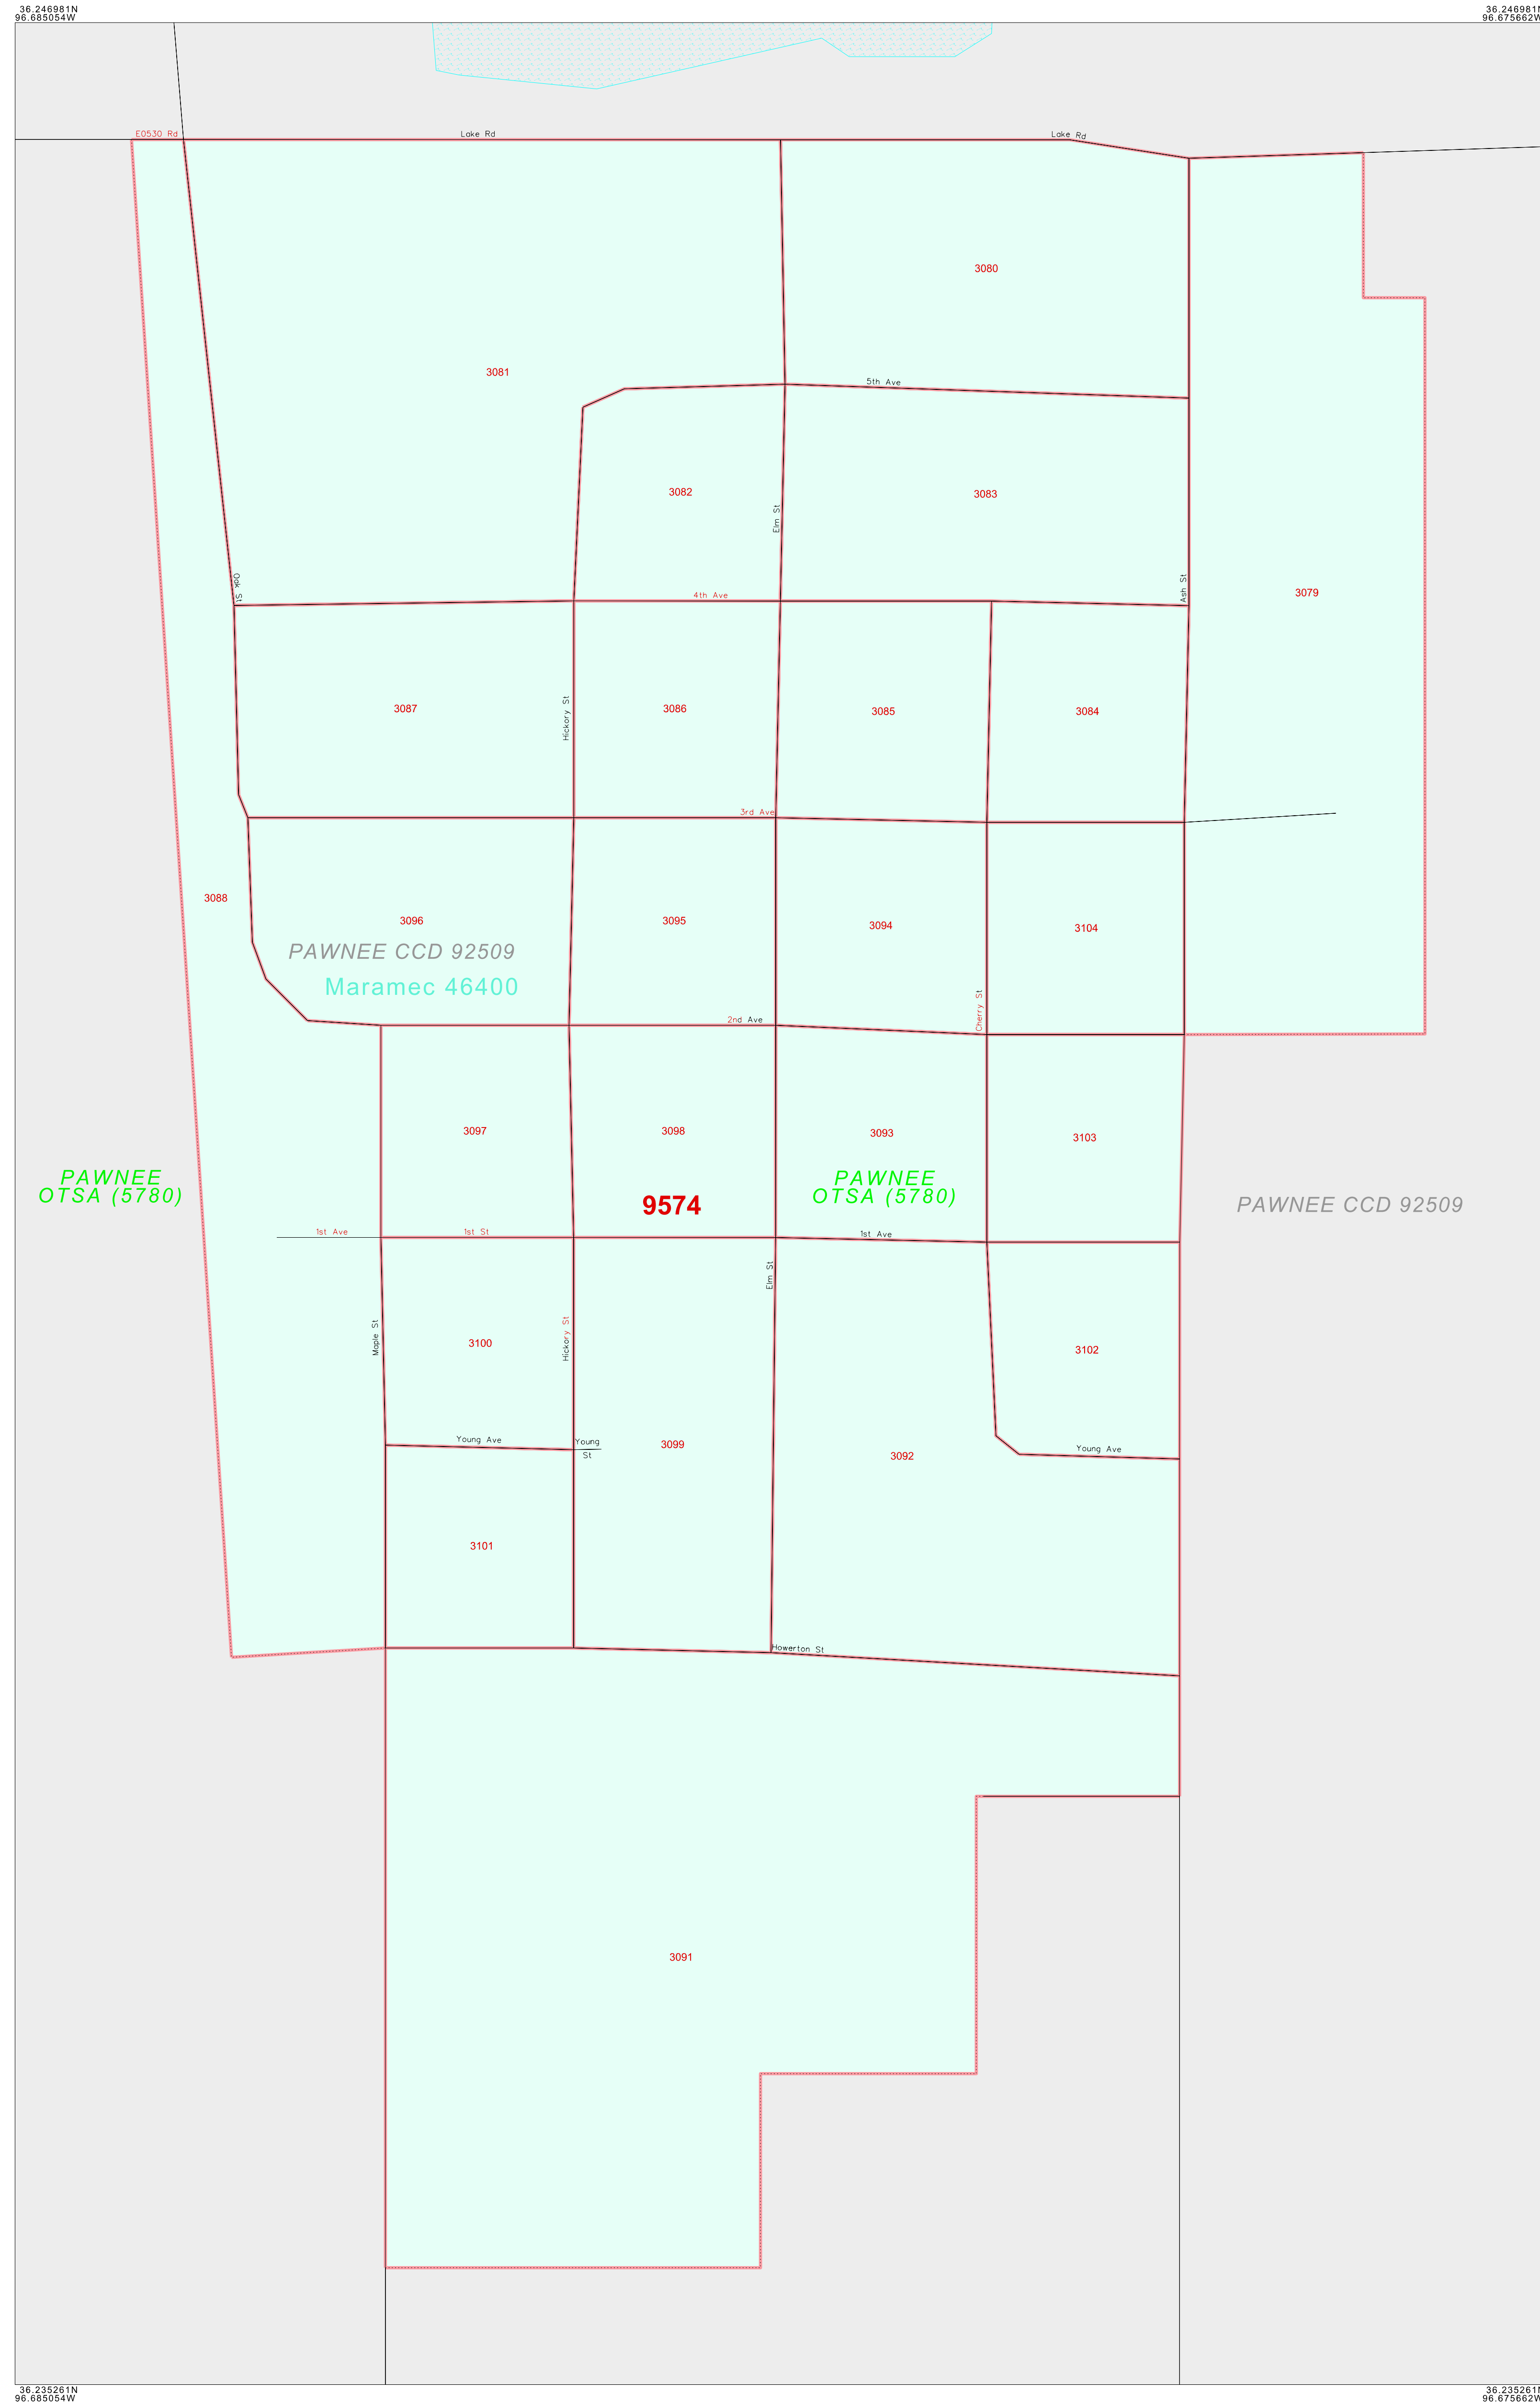 36.246981N
96.685054W
36.246981N
96.675662W
E0530 Rd
Lake Rd
Lake Rd
3080
3081
5th Ave
3082
3083
Elm St
Oak St
4th Ave
Ash St
3079
Hickory St
3087
3086
3085
3084
3rd Ave
3088
3096
3095
3094
3104
PAWNEE CCD 92509
Maramec 46400
2nd Ave
Cherry St
3097
3098
3093
3103
PAWNEE
OTSA (5780)
9574
PAWNEE
OTSA (5780)
PAWNEE CCD 92509
1st Ave
1st St
1st Ave
Elm St
Maple St
3100
Hickory St
3102
Young Ave
Young
St
3099
3092
Young Ave
3101
Howerton St
3091
36.235261N
96.685054W
36.235261N
96.675662W